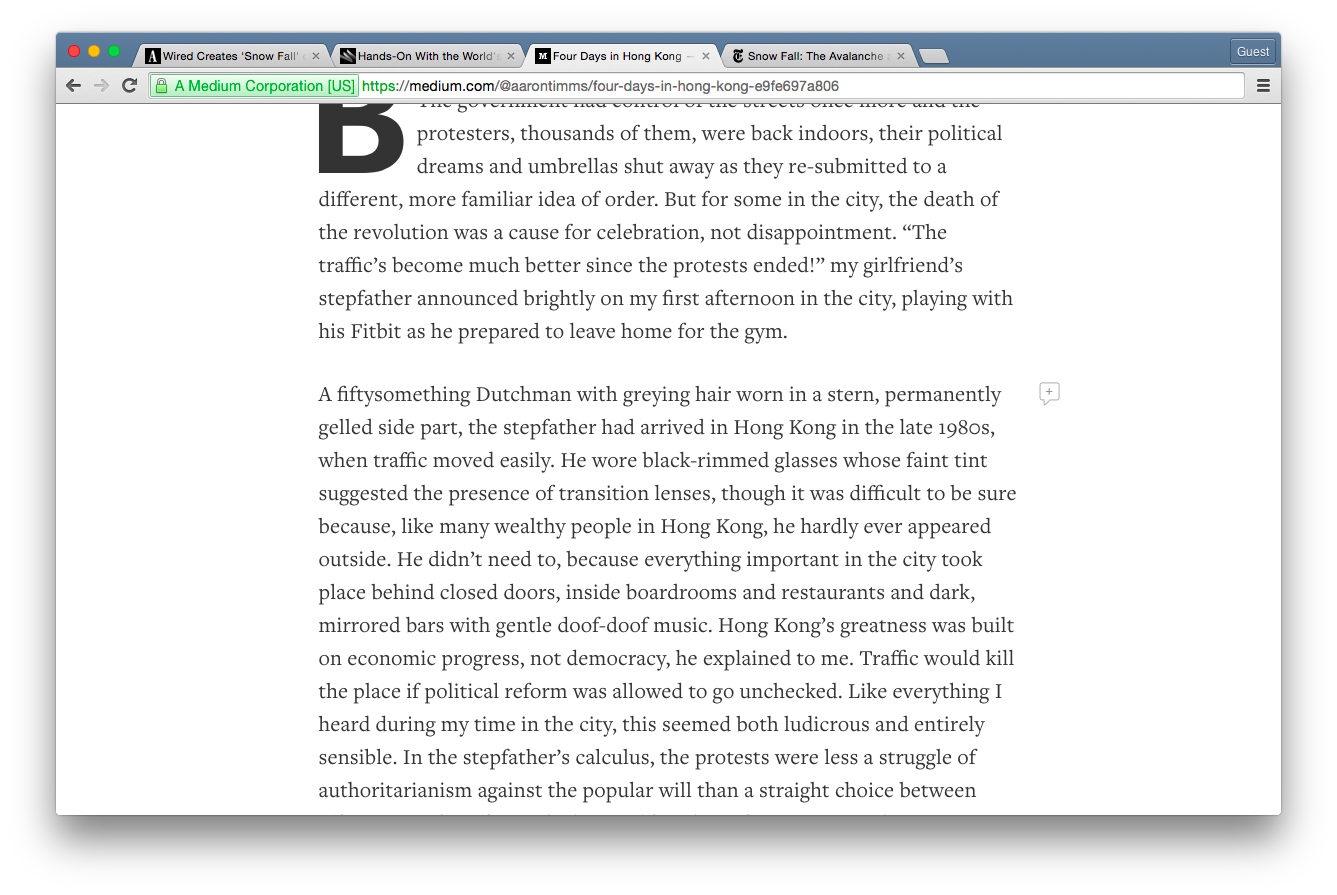 Wired Creates 'Snow Fall'
Hands-On With the World's
Four Days in Hong Kong —
Snow Fall: The Avalanche
Guest
A Medium Corporation [US]
https://medium.com/@aarontimms/four-days-in-hong-kong-e9fe697a806
B
The government had control of the streets once more and the
protesters, thousands of them, were back indoors, their political
dreams and umbrellas shut away as they re-submitted to a
different, more familiar idea of order. But for some in the city, the death of
the revolution was a cause for celebration, not disappointment. “The
traffic’s become much better since the protests ended!” my girlfriend’s
stepfather announced brightly on my first afternoon in the city, playing with
his Fitbit as he prepared to leave home for the gym.
A fiftysomething Dutchman with greying hair worn in a stern, permanently
gelled side part, the stepfather had arrived in Hong Kong in the late 1980s,
when traffic moved easily. He wore black-rimmed glasses whose faint tint
suggested the presence of transition lenses, though it was difficult to be sure
because, like many wealthy people in Hong Kong, he hardly ever appeared
outside. He didn’t need to, because everything important in the city took
place behind closed doors, inside boardrooms and restaurants and dark,
mirrored bars with gentle doof-doof music. Hong Kong’s greatness was built
on economic progress, not democracy, he explained to me. Traffic would kill
the place if political reform was allowed to go unchecked. Like everything I
heard during my time in the city, this seemed both ludicrous and entirely
sensible. In the stepfather’s calculus, the protests were less a struggle of
authoritarianism against the popular will than a straight choice between